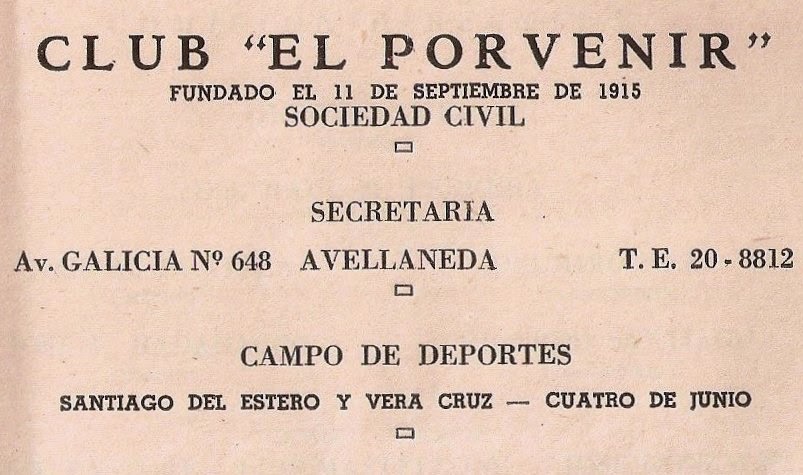 CLUB "EL PORVENIR"
FUNDADO EL 11 DE SEPTIEMBRE DE 1915
SOCIEDAD CIVIL
SECRETARIA
Av. GALICIA Nº 648 AVELLANEDA T. E. 20 - 8812
CAMPO DE DEPORTES
SANTIAGO DEL ESTERO Y VERA CRUZ — CUATRO DE JUNIO